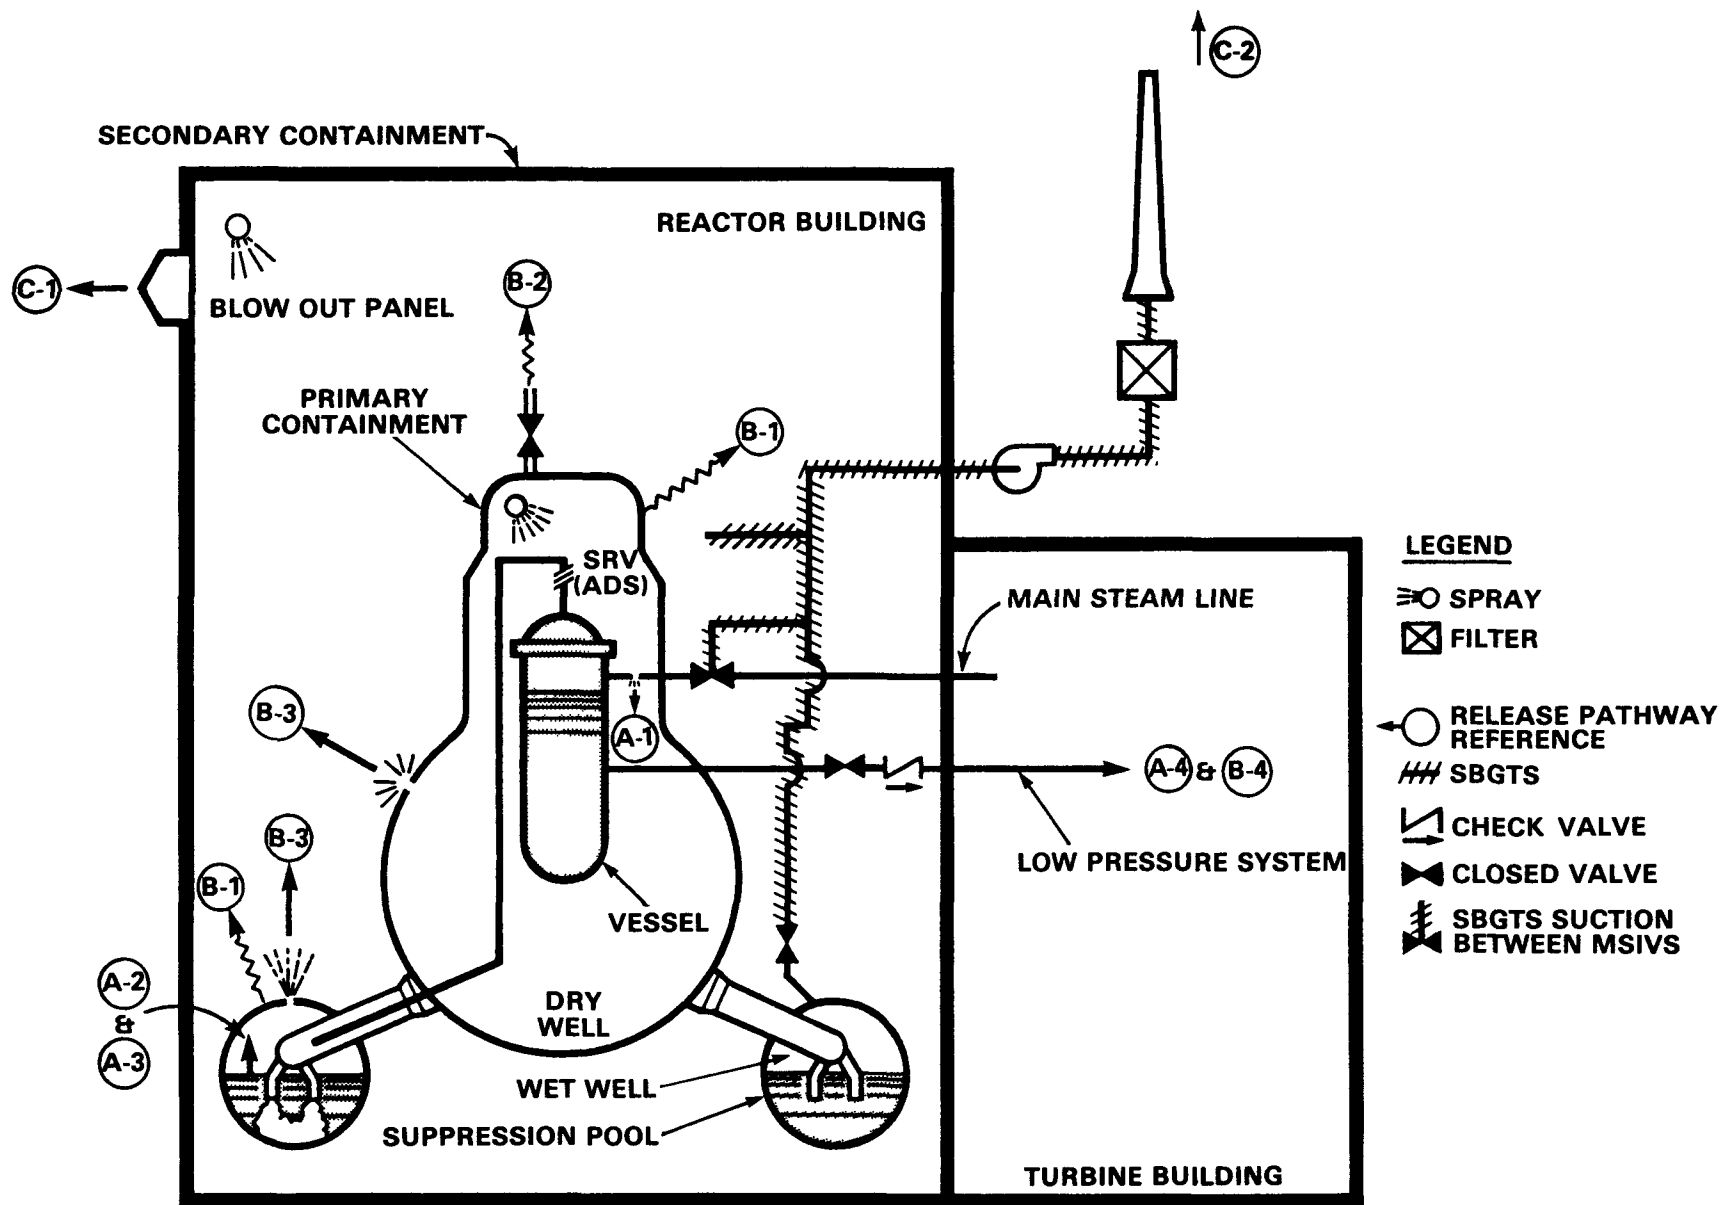 C-2
SECONDARY CONTAINMENT
REACTOR BUILDING
C-1
BLOW OUT PANEL
B-2
PRIMARY
CONTAINMENT
B-1
SRV
(ADS)
MAIN STEAM LINE
LEGEND
SPRAY
FILTER
RELEASE PATHWAY
REFERENCE
SBGTS
CHECK VALVE
CLOSED VALVE
SBGTS SUCTION
BETWEEN MSIVS
B-3
A-1
A-4 & B-4
LOW PRESSURE SYSTEM
B-3
B-1
VESSEL
A-2
&
A-3
DRY
WELL
WET WELL
SUPPRESSION POOL
TURBINE BUILDING